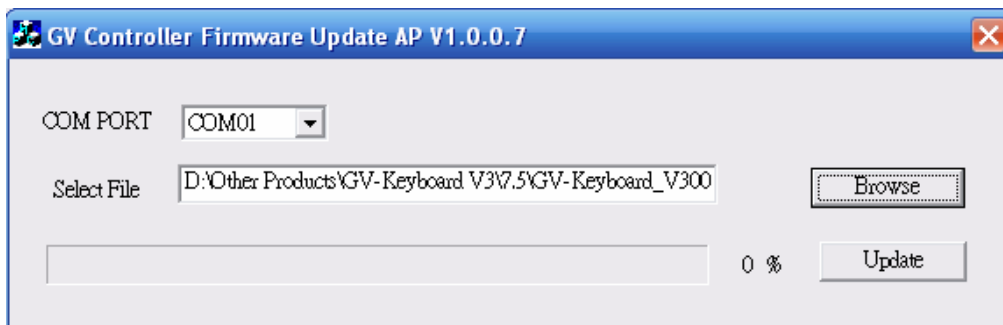 GV Controller Firmware Update AP V1.0.0.7
COM PORT COM01
Select File D:\Other Products\GV-Keyboard V3\7.5\GV-Keyboard_V300 Browse
0 % Update